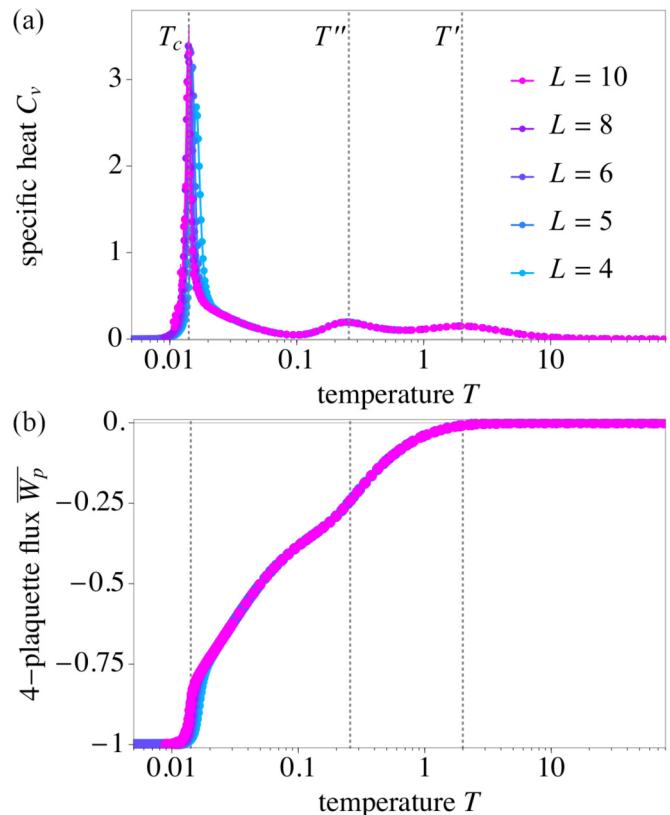 (a)
T_c T'' T'
specific heat C_v
3
2
1
0
L = 10
L = 8
L = 6
L = 5
L = 4
0.01 0.1 1 10
temperature T
(b)
4-plaquette flux \overline{W_p}
0.
-0.25
-0.5
-0.75
-1
0.01 0.1 1 10
temperature T